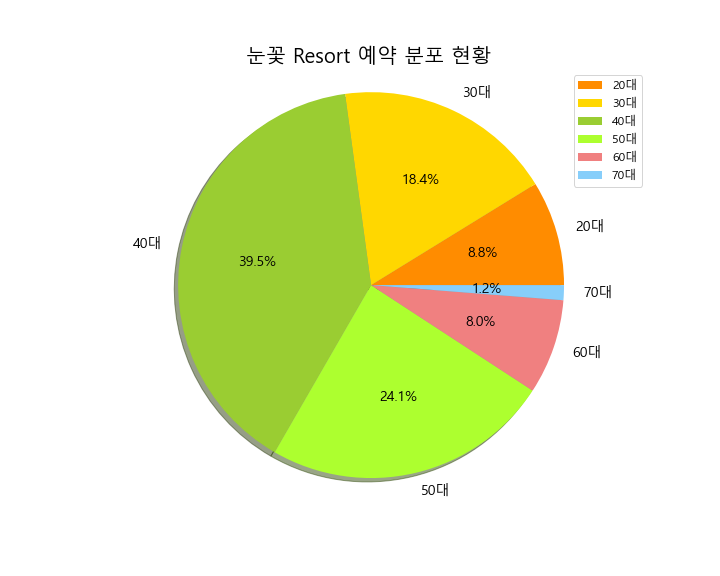 눈꽃 Resort 예약 분포 현황
20대
30대
40대
50대
60대
70대
30대
18.4%
20대
8.8%
40대
39.5%
70대
1.2%
60대
8.0%
50대
24.1%